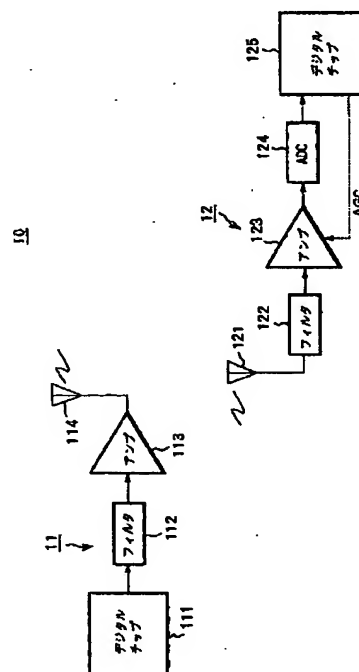 10
11
デジタル
チップ
111
フィルタ
112
アンプ
113
114
12
121
フィルタ
122
アンプ
123
ADC
124
デジタル
チップ
125
AGC